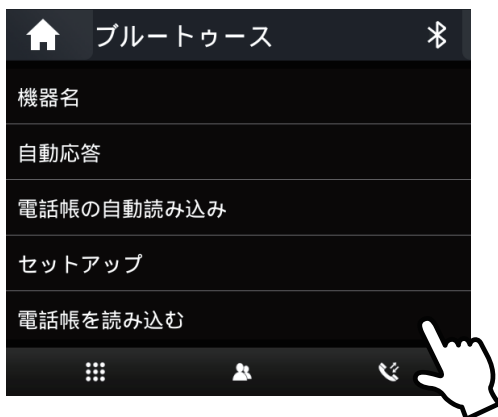 ブルートゥース
機器名
自動応答
電話帳の自動読み込み
セットアップ
電話帳を読み込む